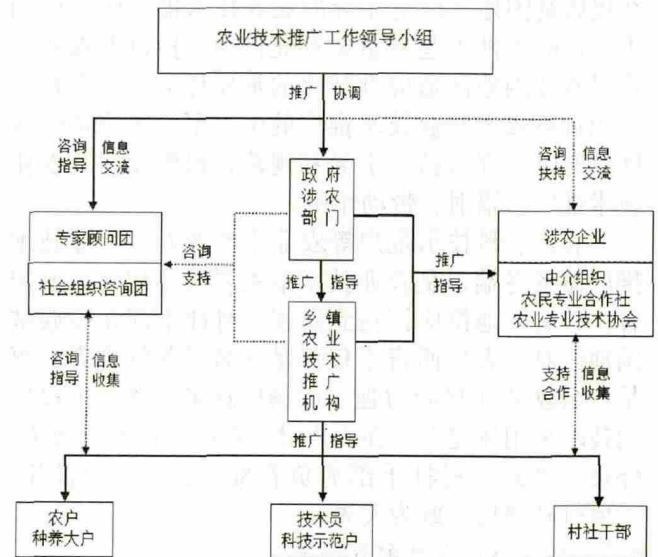 农业技术推广工作领导小组
推广 协调
咨询 信息
指导 交流
咨询 信息
扶持 交流
政府
涉农
部门
专家顾问团
社会组织咨询团
咨询
支持
涉农企业
中介组织
农民专业合作社
农业专业技术协会
推广
指导
推广 指导
乡镇
农业
技术
推广
机构
咨询 信息
指导 收集
支持 信息
合作 收集
推广 指导
农户
种养大户
技术员
科技示范户
村社干部